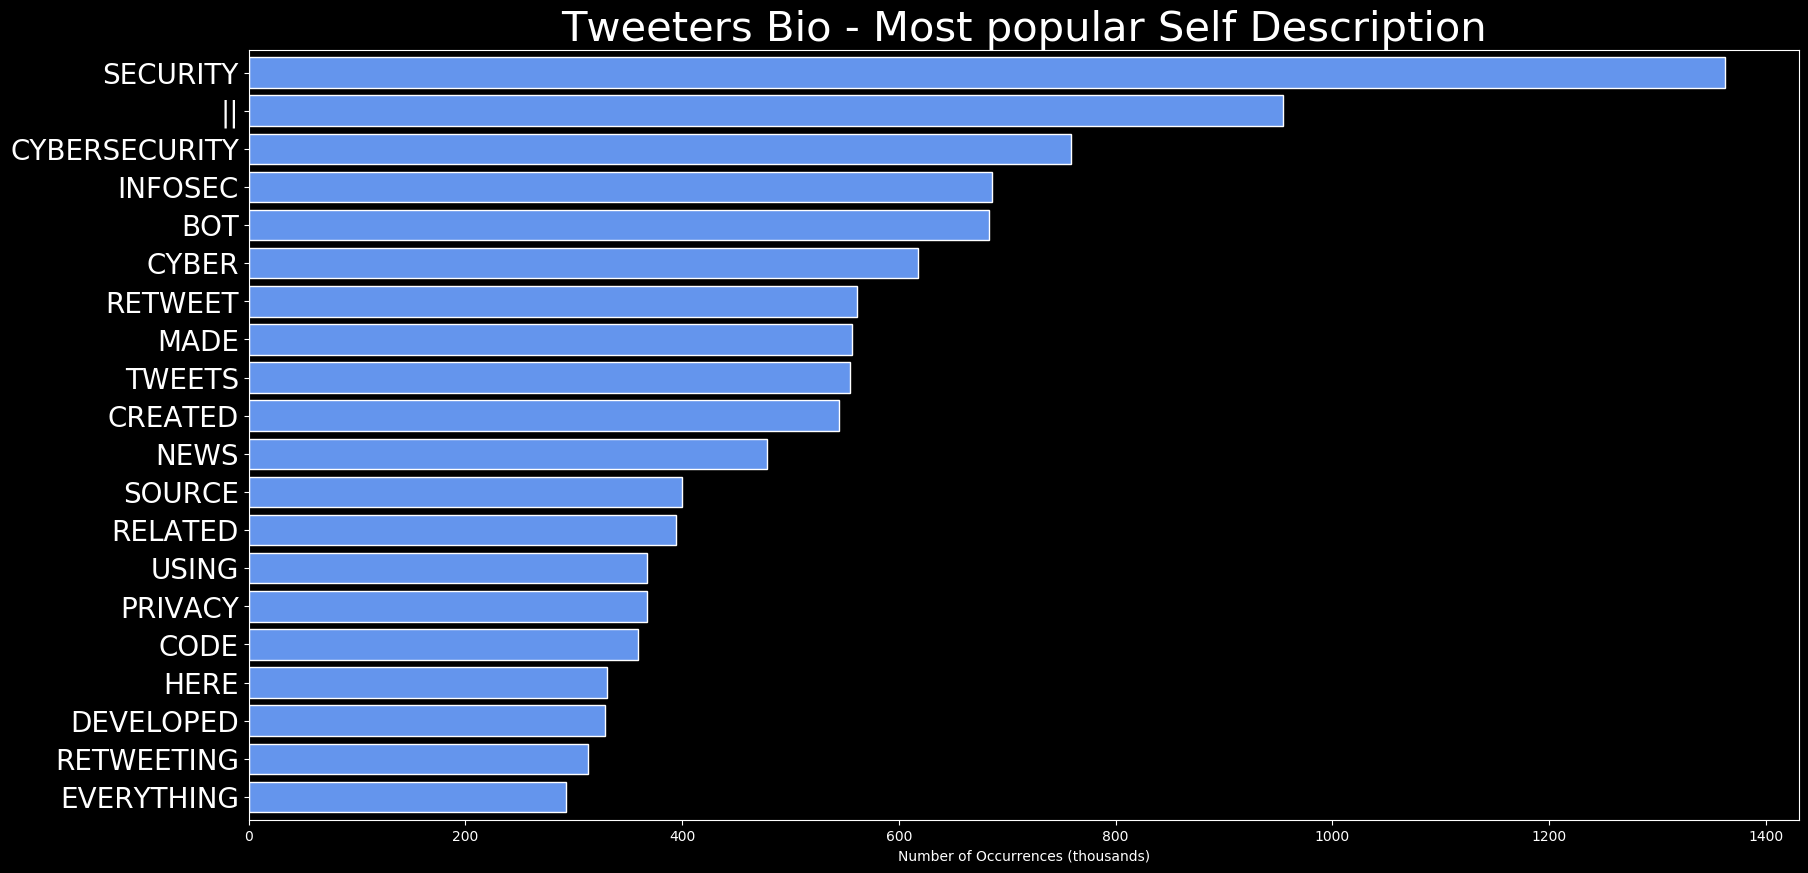 Tweeters Bio - Most popular Self Description
SECURITY
||
CYBERSECURITY
INFOSEC
BOT
CYBER
RETWEET
MADE
TWEETS
CREATED
NEWS
SOURCE
RELATED
USING
PRIVACY
CODE
HERE
DEVELOPED
RETWEETING
EVERYTHING
0 200 400 600 800 1000 1200 1400
Number of Occurrences (thousands)